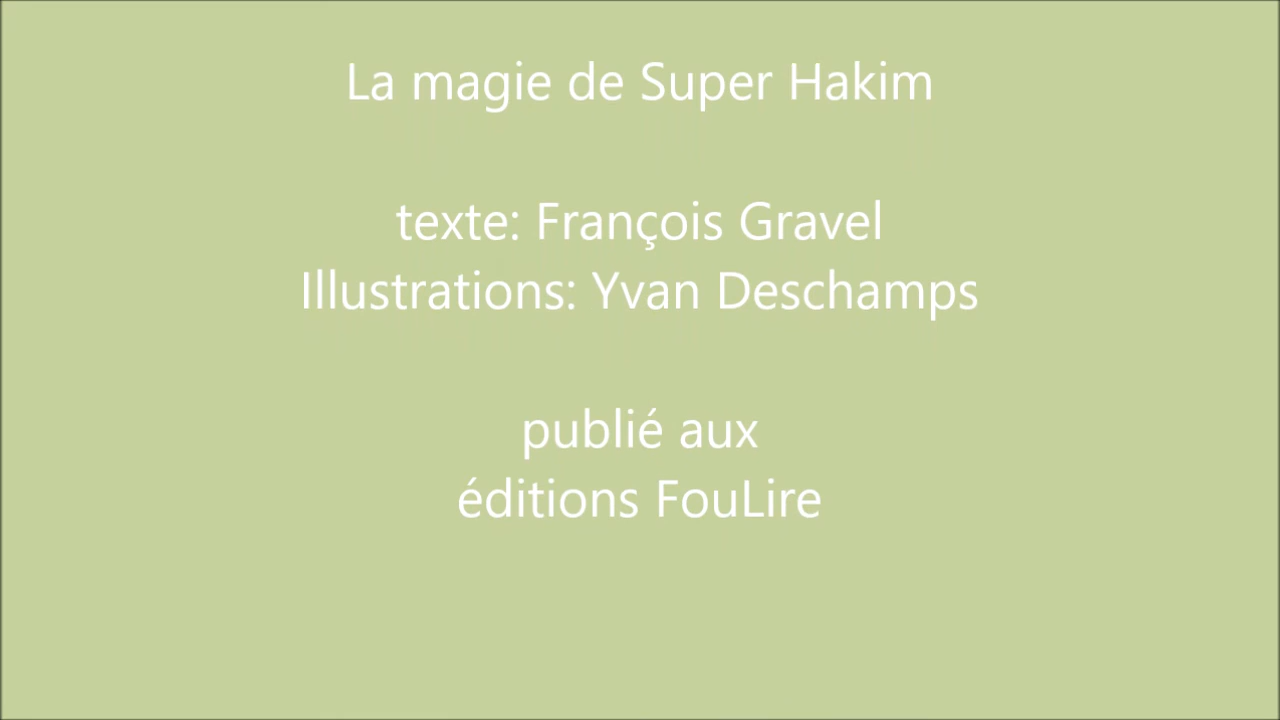 La magie de Super Hakim
texte: François Gravel
Illustrations: Yvan Deschamps
publié aux
éditions FouLire